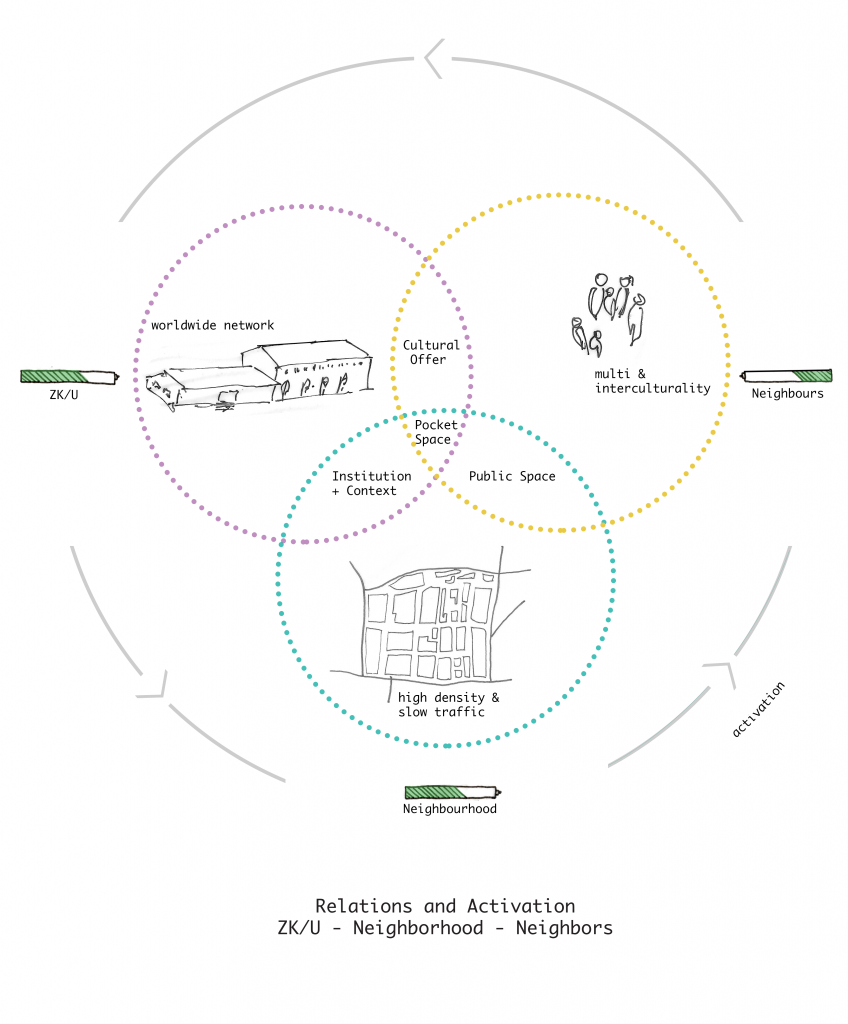 worldwide network
Cultural
Offer
multi &
interculturality
ZK/U
Neighbours
Pocket
Space
Institution
+ Context
Public Space
high density &
slow traffic
activation
Neighbourhood
Relations and Activation
ZK/U - Neighborhood - Neighbors